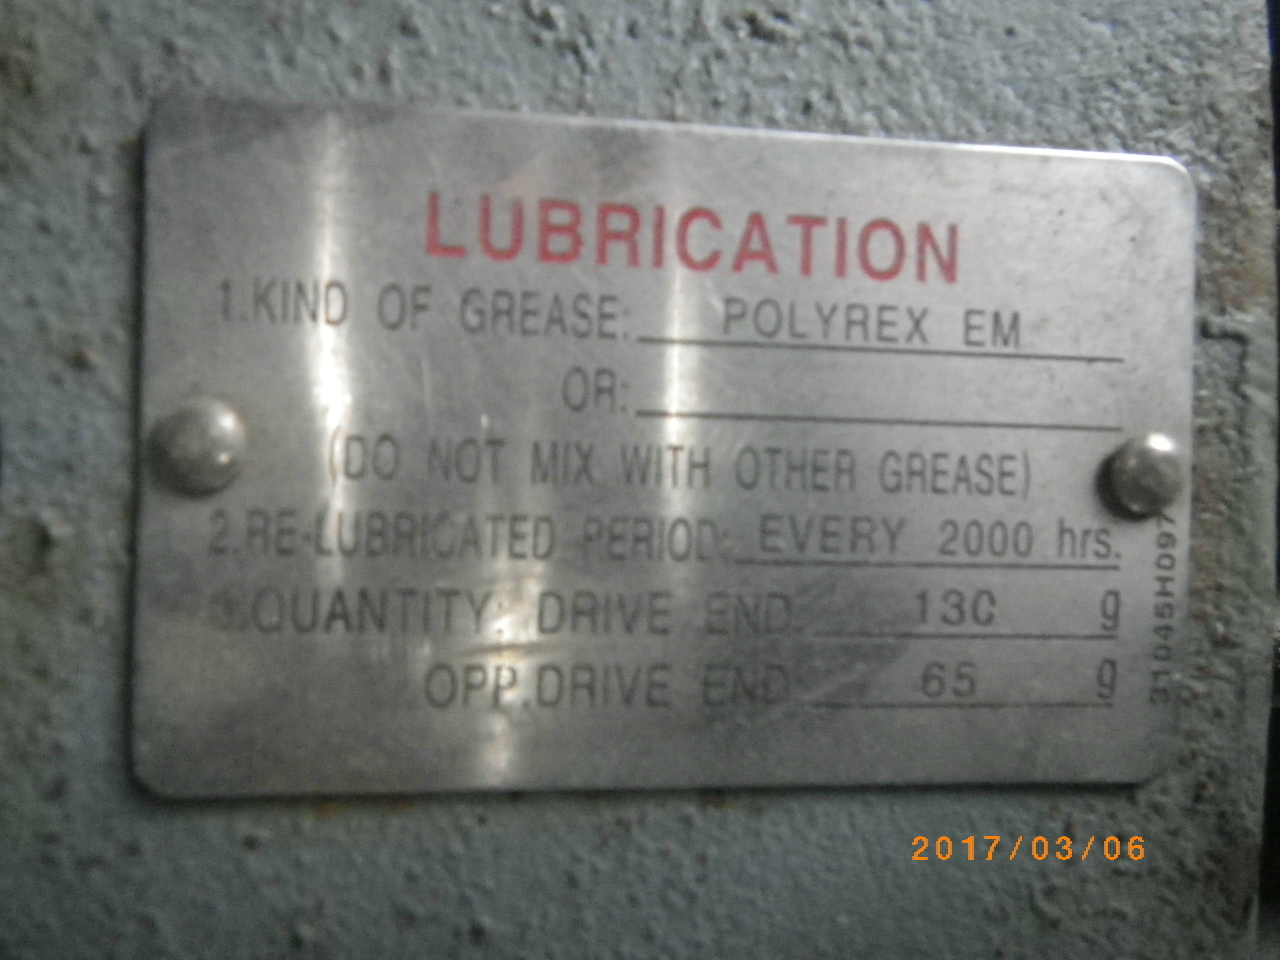 LUBRICATION
1.KIND OF GREASE: POLYREX EM
OR:
(DO NOT MIX WITH OTHER GREASE)
2.RE-LUBRICATED PERIOD: EVERY 2000 hrs.
3.QUANTITY: DRIVE END: 130 g
OPP.DRIVE END: 65 g
31045H097
2017/03/06